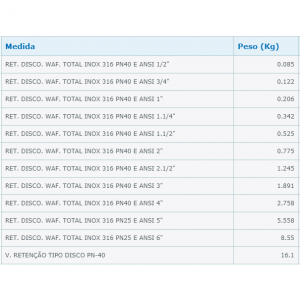 Medida Peso (Kg)
RET. DISCO. WAF. TOTAL INOX 316 PN40 E ANSI 1/2" 0.085
RET. DISCO. WAF. TOTAL INOX 316 PN40 E ANSI 3/4" 0.122
RET. DISCO. WAF. TOTAL INOX 316 PN40 E ANSI 1" 0.206
RET. DISCO. WAF. TOTAL INOX 316 PN40 E ANSI 1.1/4" 0.342
RET. DISCO. WAF. TOTAL INOX 316 PN40 E ANSI 1.1/2" 0.525
RET. DISCO. WAF. TOTAL INOX 316 PN40 E ANSI 2" 0.775
RET. DISCO. WAF. TOTAL INOX 316 PN40 E ANSI 2.1/2" 1.245
RET. DISCO. WAF. TOTAL INOX 316 PN40 E ANSI 3" 1.891
RET. DISCO. WAF. TOTAL INOX 316 PN40 E ANSI 4" 2.758
RET. DISCO. WAF. TOTAL INOX 316 PN25 E ANSI 5" 5.558
RET. DISCO. WAF. TOTAL INOX 316 PN25 E ANSI 6" 8.55
V. RETENÇÃO TIPO DISCO PN-40 16.1